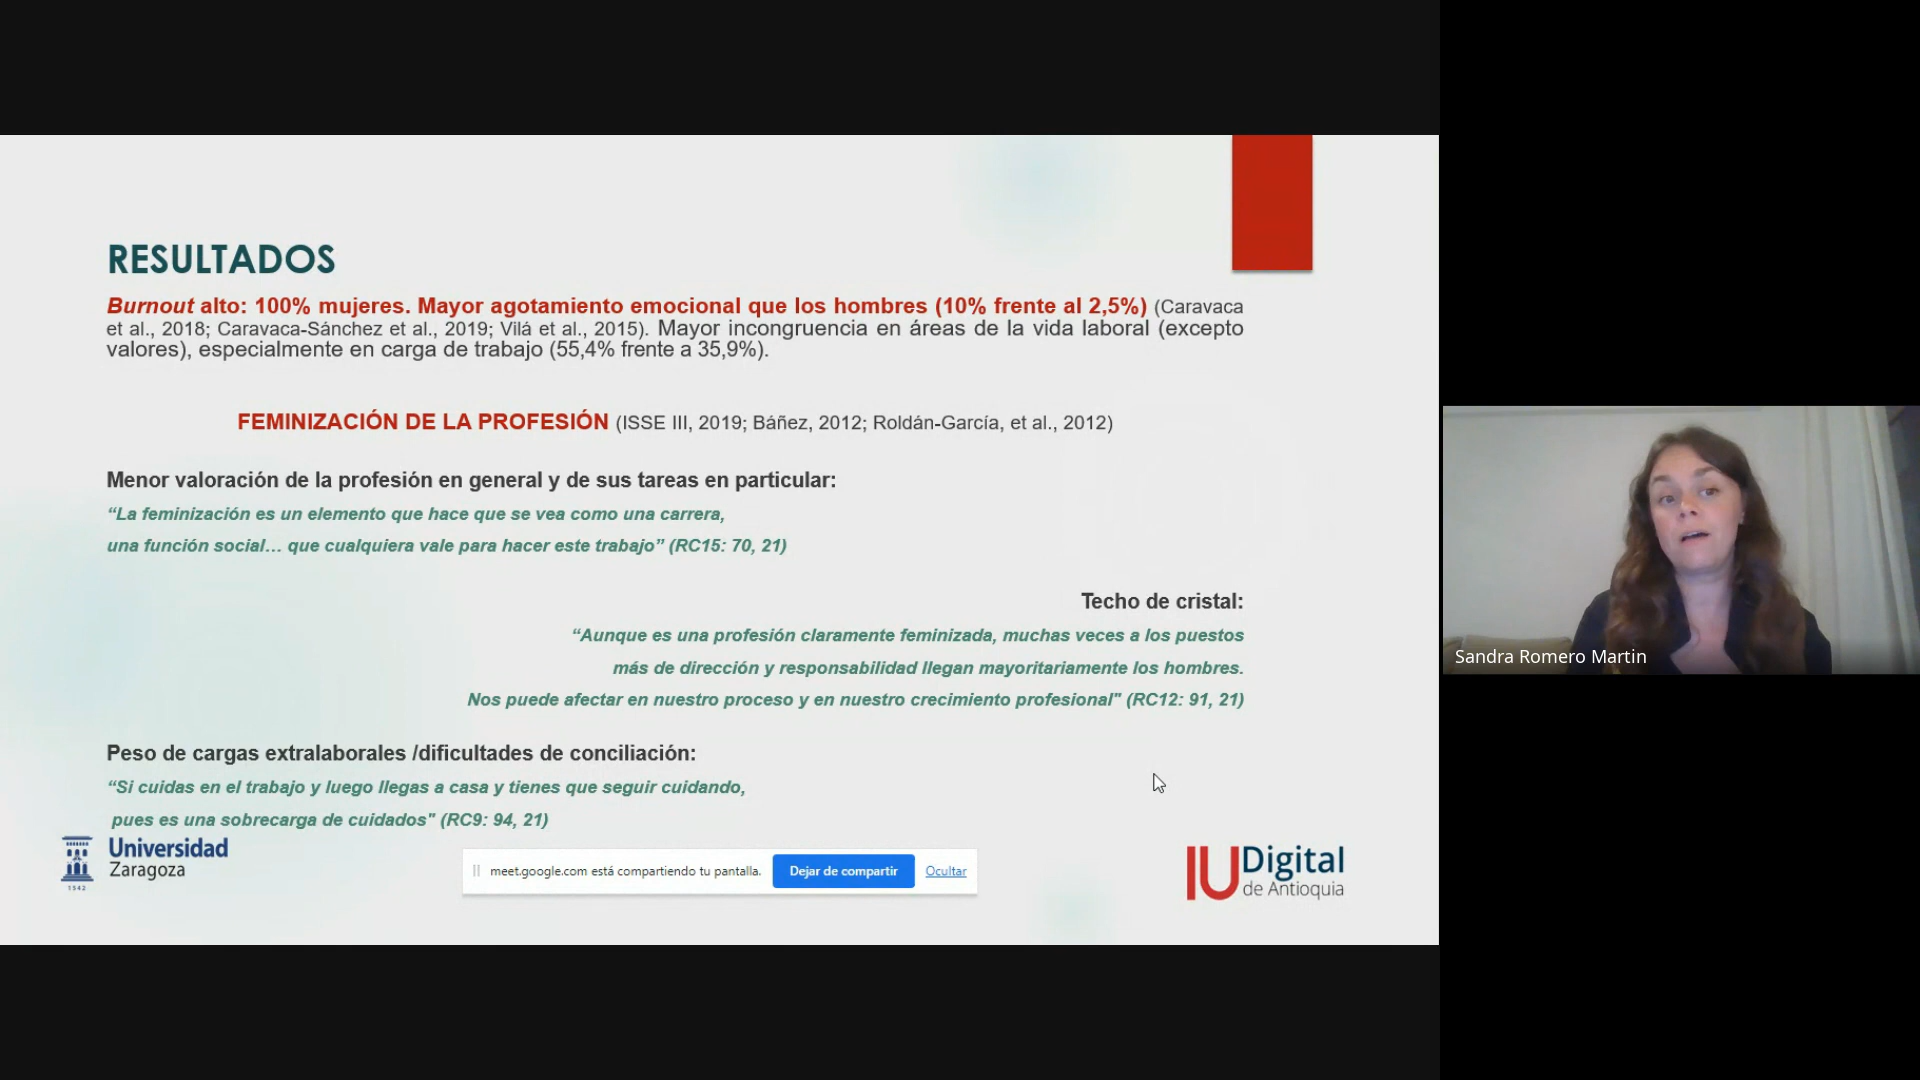 RESULTADOS
Burnout alto: 100% mujeres. Mayor agotamiento emocional que los hombres (10% frente al 2,5%) (Caravaca
et al., 2018; Caravaca-Sánchez et al., 2019; Vilá et al., 2015). Mayor incongruencia en áreas de la vida laboral (excepto
valores), especialmente en carga de trabajo (55,4% frente a 35,9%).
FEMINIZACIÓN DE LA PROFESIÓN (ISSE III, 2019; Báñez, 2012; Roldán-García, et al., 2012)
Menor valoración de la profesión en general y de sus tareas en particular:
“La feminización es un elemento que hace que se vea como una carrera,
una función social… que cualquiera vale para hacer este trabajo” (RC15: 70, 21)
Techo de cristal:
“Aunque es una profesión claramente feminizada, muchas veces a los puestos
más de dirección y responsabilidad llegan mayoritariamente los hombres.
Nos puede afectar en nuestro proceso y en nuestro crecimiento profesional" (RC12: 91, 21)
Peso de cargas extralaborales /dificultades de conciliación:
“Si cuidas en el trabajo y luego llegas a casa y tienes que seguir cuidando,
pues es una sobrecarga de cuidados" (RC9: 94, 21)
Universidad
Zaragoza
1542
meet.google.com está compartiendo tu pantalla. Dejar de compartir Ocultar
IU Digital
de Antioquia
Sandra Romero Martin